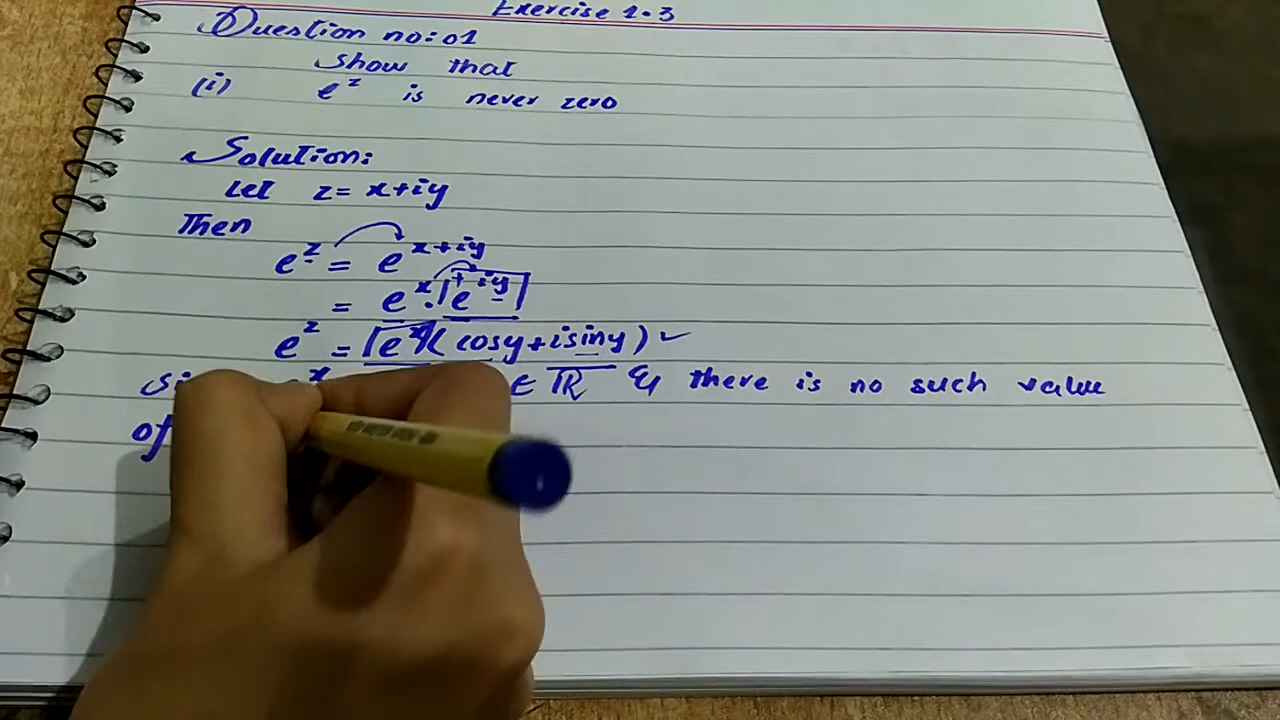 Exercise 1.3
Question no:01
Show that
(i) e^z is never zero
Solution:
Let z = x+iy
Then
e^z = e^x+iy
= e^x . e^iy
e^z = e^x (cosy+isiny) ✓
x ∈ ℝ & there is no such value
of